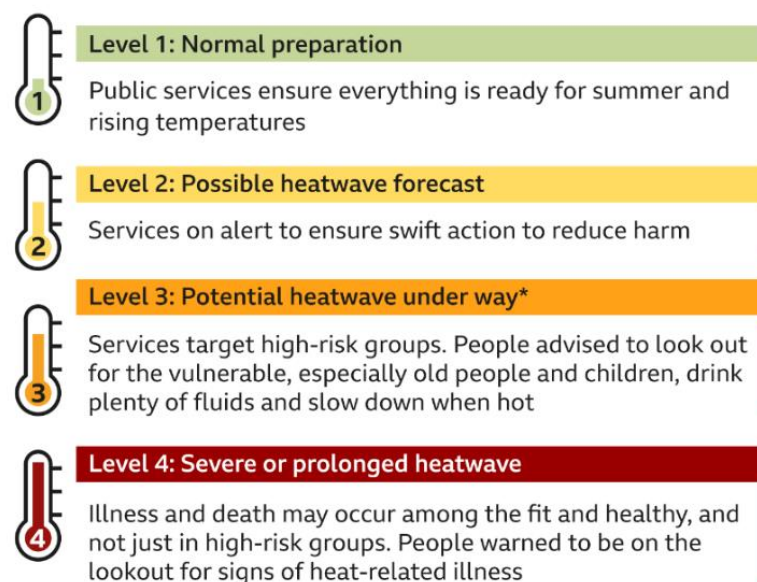 Level 1: Normal preparation
1
Public services ensure everything is ready for summer and
rising temperatures
Level 2: Possible heatwave forecast
2
Services on alert to ensure swift action to reduce harm
Level 3: Potential heatwave under way*
3
Services target high-risk groups. People advised to look out
for the vulnerable, especially old people and children, drink
plenty of fluids and slow down when hot
Level 4: Severe or prolonged heatwave
4
Illness and death may occur among the fit and healthy, and
not just in high-risk groups. People warned to be on the
lookout for signs of heat-related illness